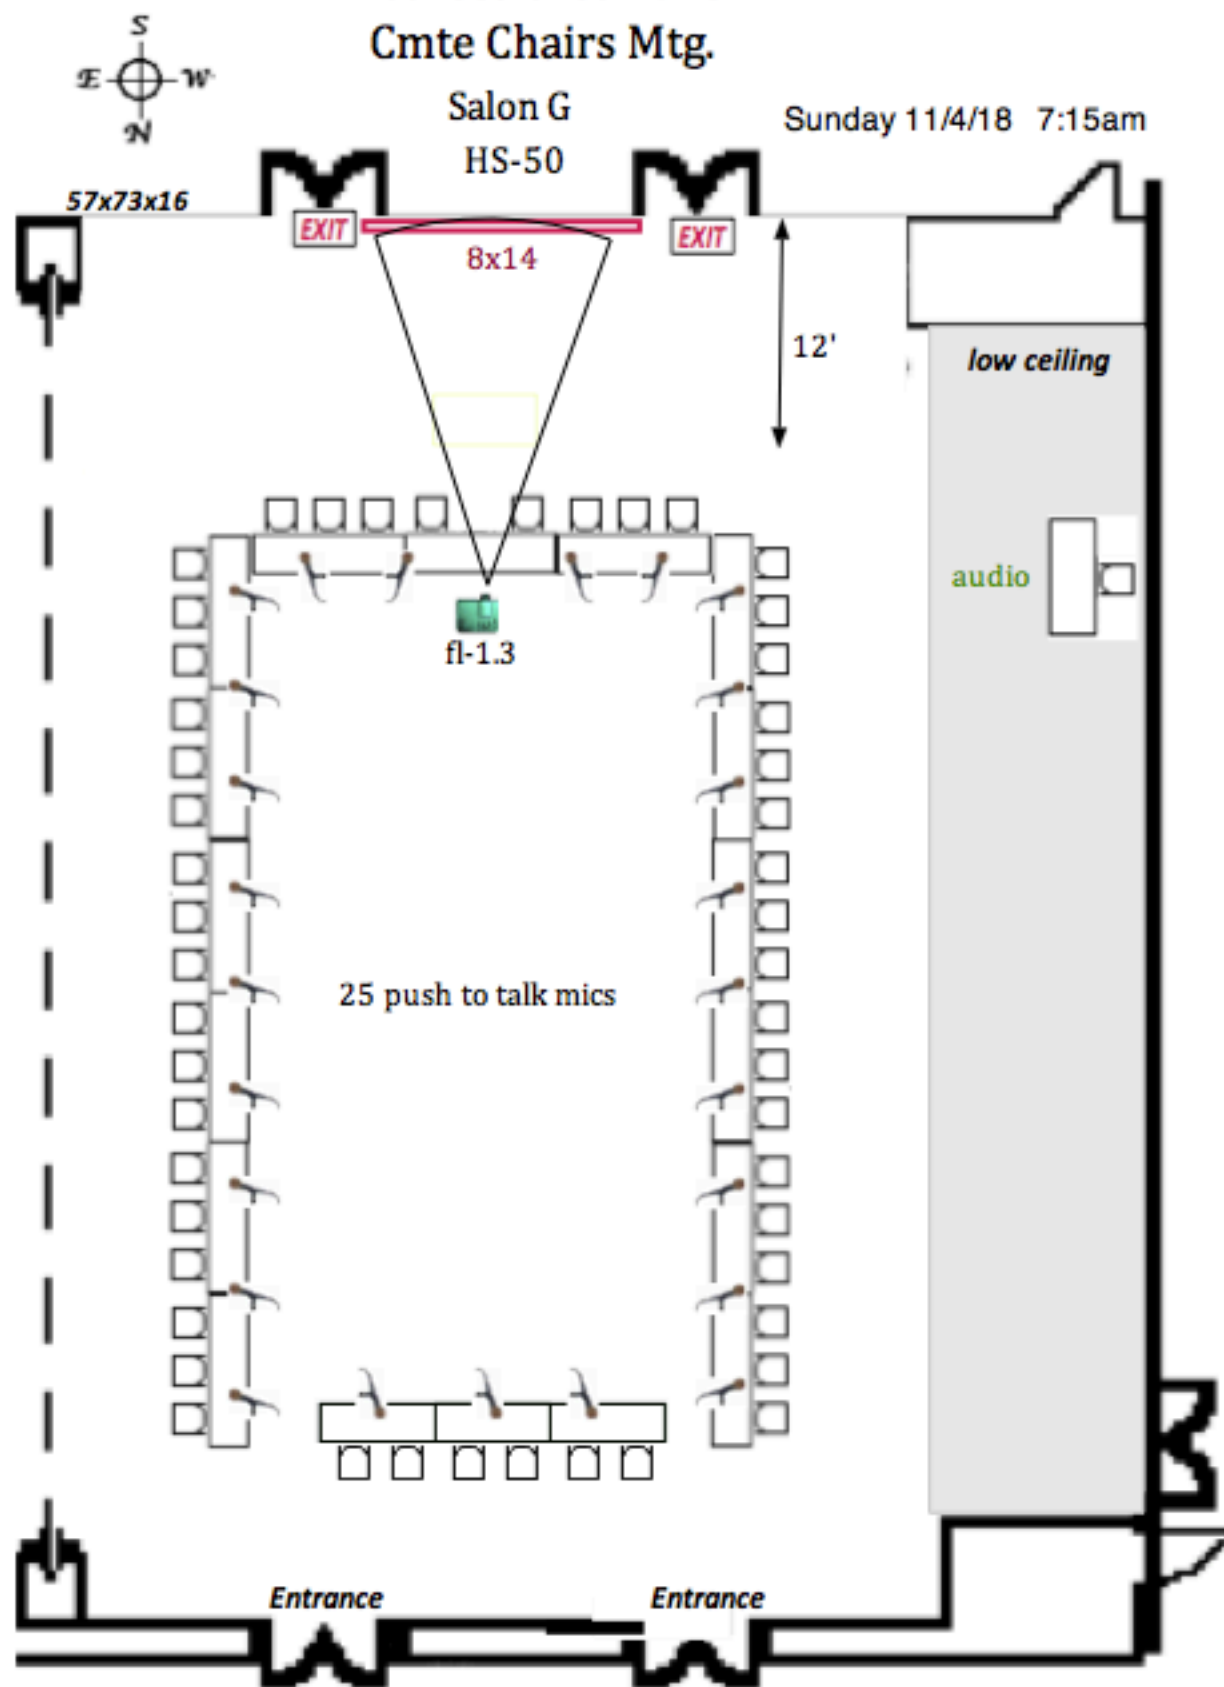 S
Cmte Chairs Mtg.
E W
Salon G
Sunday 11/4/18 7:15am
N
HS-50
57x73x16
EXIT
EXIT
8x14
12'
low ceiling
audio
fl-1.3
25 push to talk mics
Entrance
Entrance